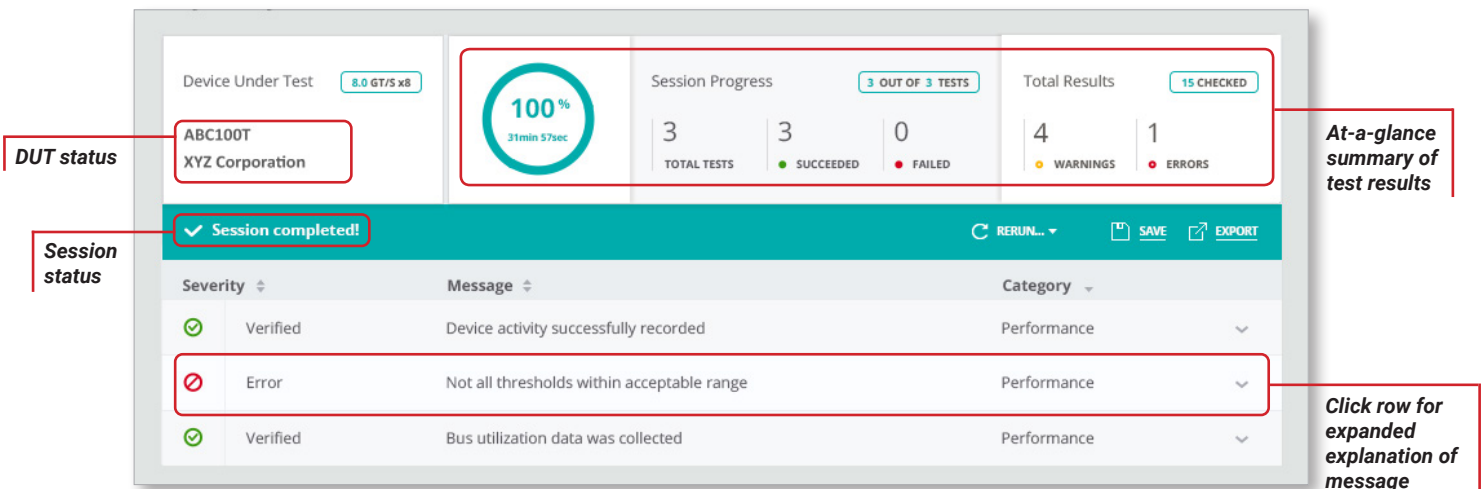 Device Under Test 8.0 GT/S x8
ABC100T
XYZ Corporation
100%
31min 57sec
Session Progress 3 OUT OF 3 TESTS
3 3 0
TOTAL TESTS SUCCEEDED FAILED
Total Results 15 CHECKED
4 1
WARNINGS ERRORS
DUT status
At-a-glance
summary of
test results
Session
status
Session completed! RERUN... SAVE EXPORT
Severity Message Category
Verified Device activity successfully recorded Performance
Error Not all thresholds within acceptable range Performance
Verified Bus utilization data was collected Performance
Click row for
expanded
explanation of
message